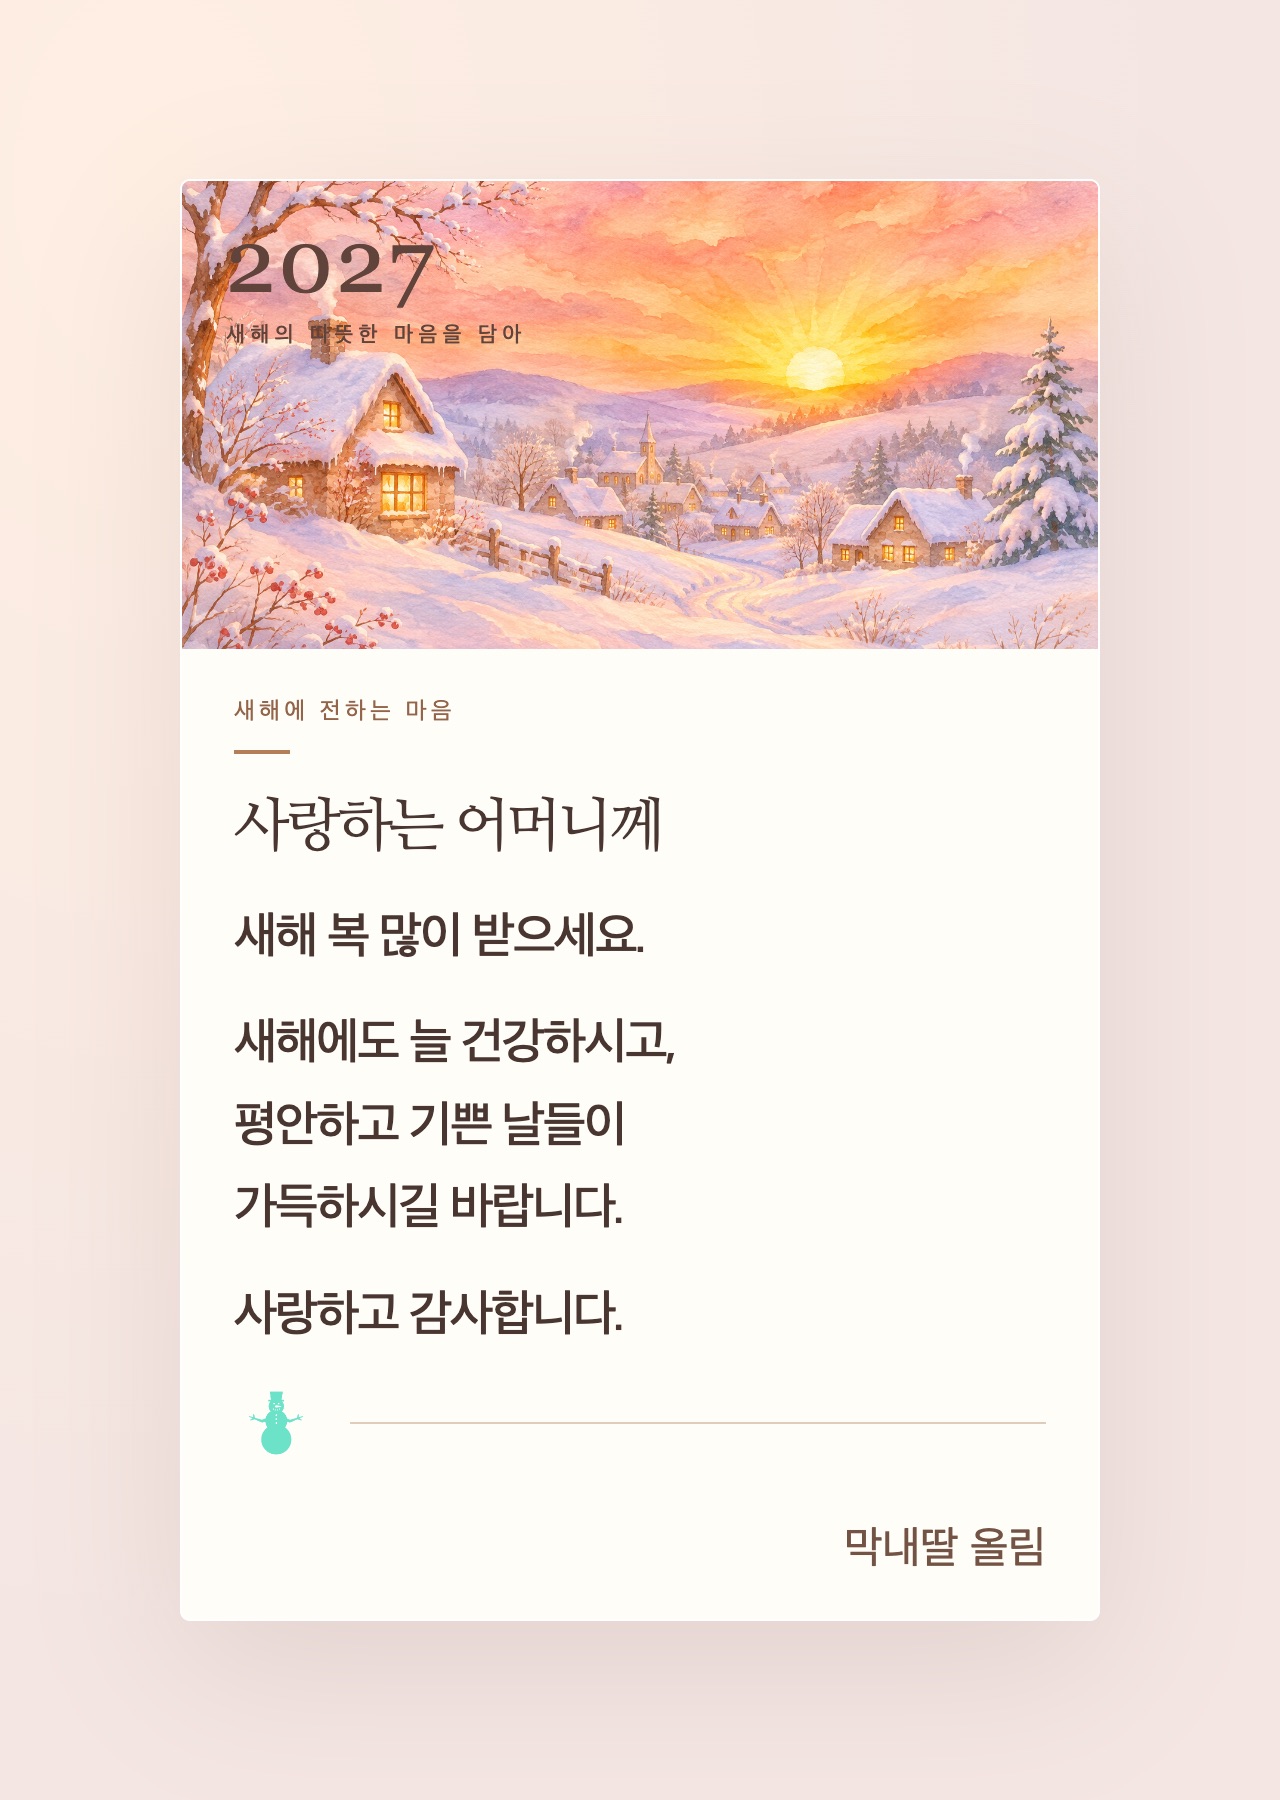 2027
새해의 따뜻한 마음을 담아
새해에 전하는 마음
사랑하는 어머니께
새해 복 많이 받으세요.
새해에도 늘 건강하시고,
평안하고 기쁜 날들이
가득하시길 바랍니다.
사랑하고 감사합니다.
막내딸 올림